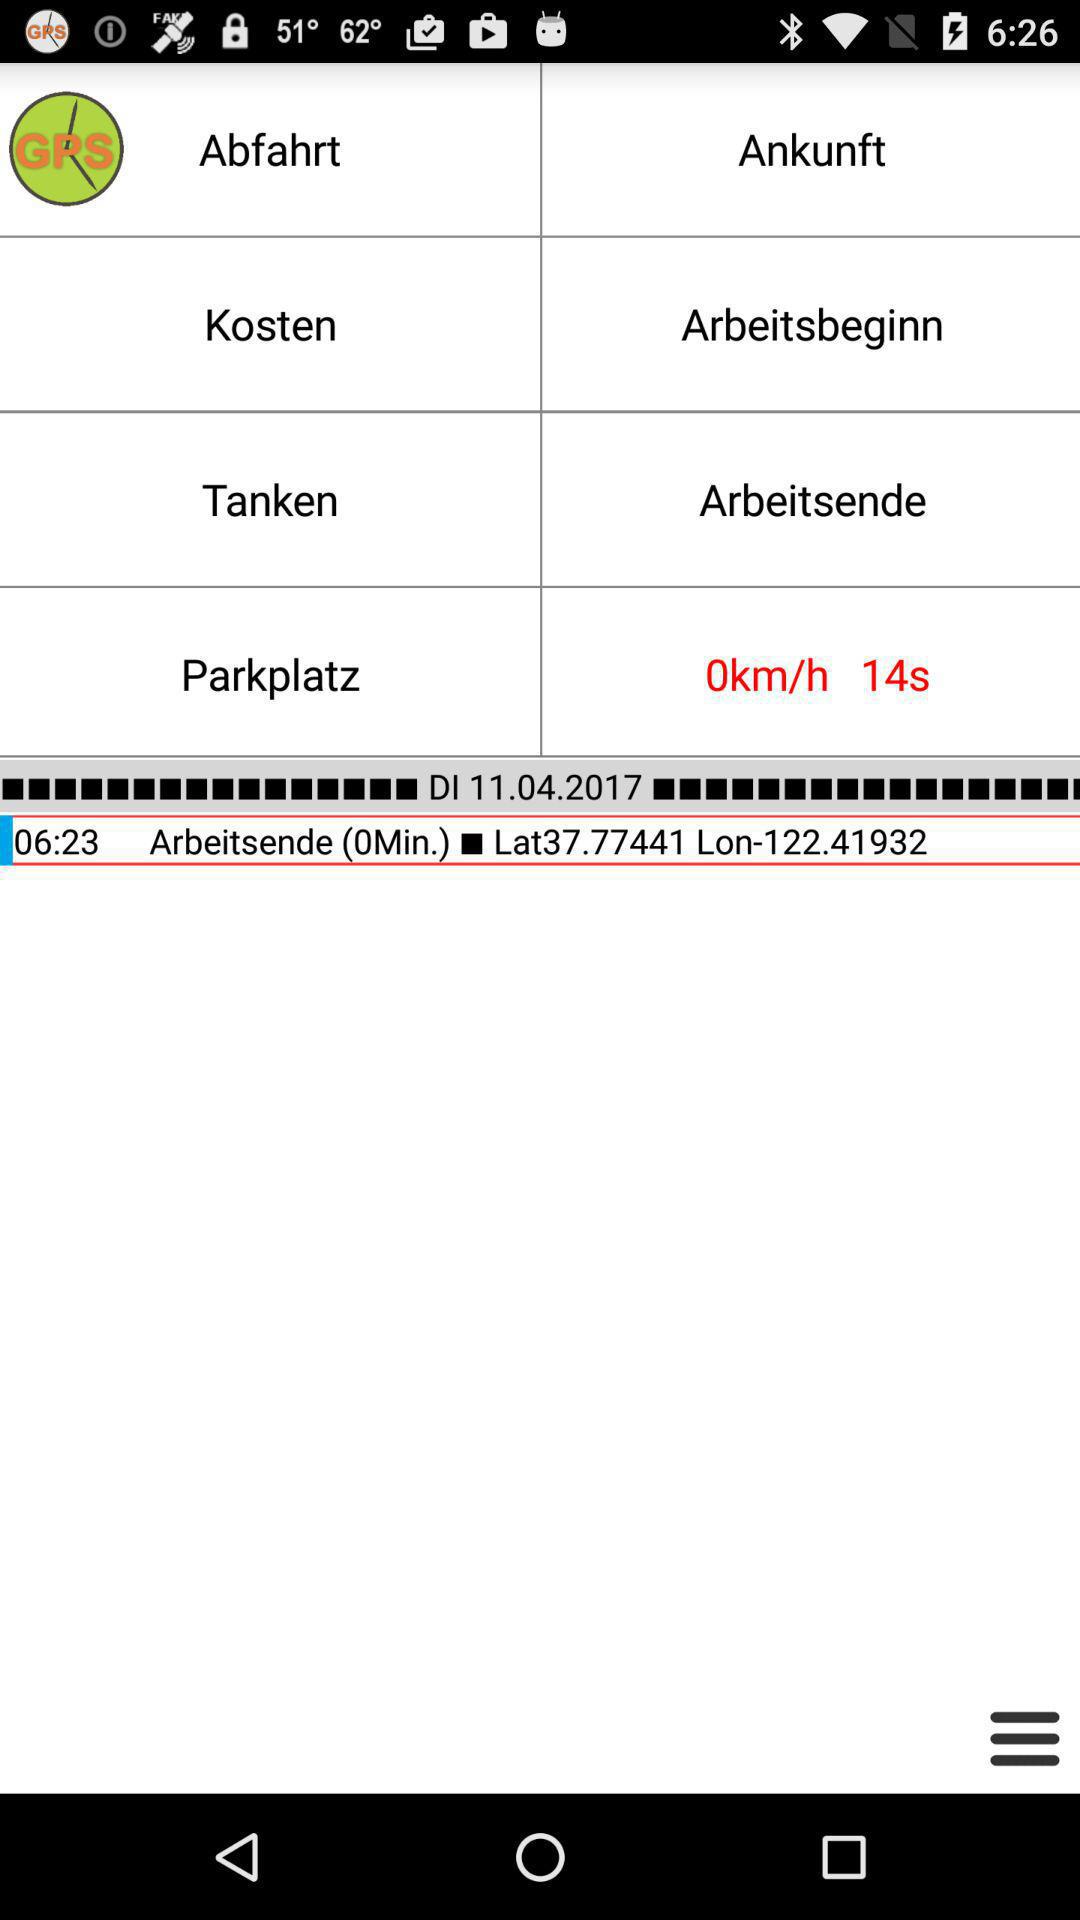 GPS FAK 51° 62° 6:26
GPS Abfahrt Ankunft
Kosten Arbeitsbeginn
Tanken Arbeitsende
Parkplatz 0km/h 14s
■■■■■■■■■■■■■■■■ DI 11.04.2017 ■■■■■■■■■■■■■■■■■
06:23 Arbeitsende (0Min.) ■ Lat37.77441 Lon-122.41932